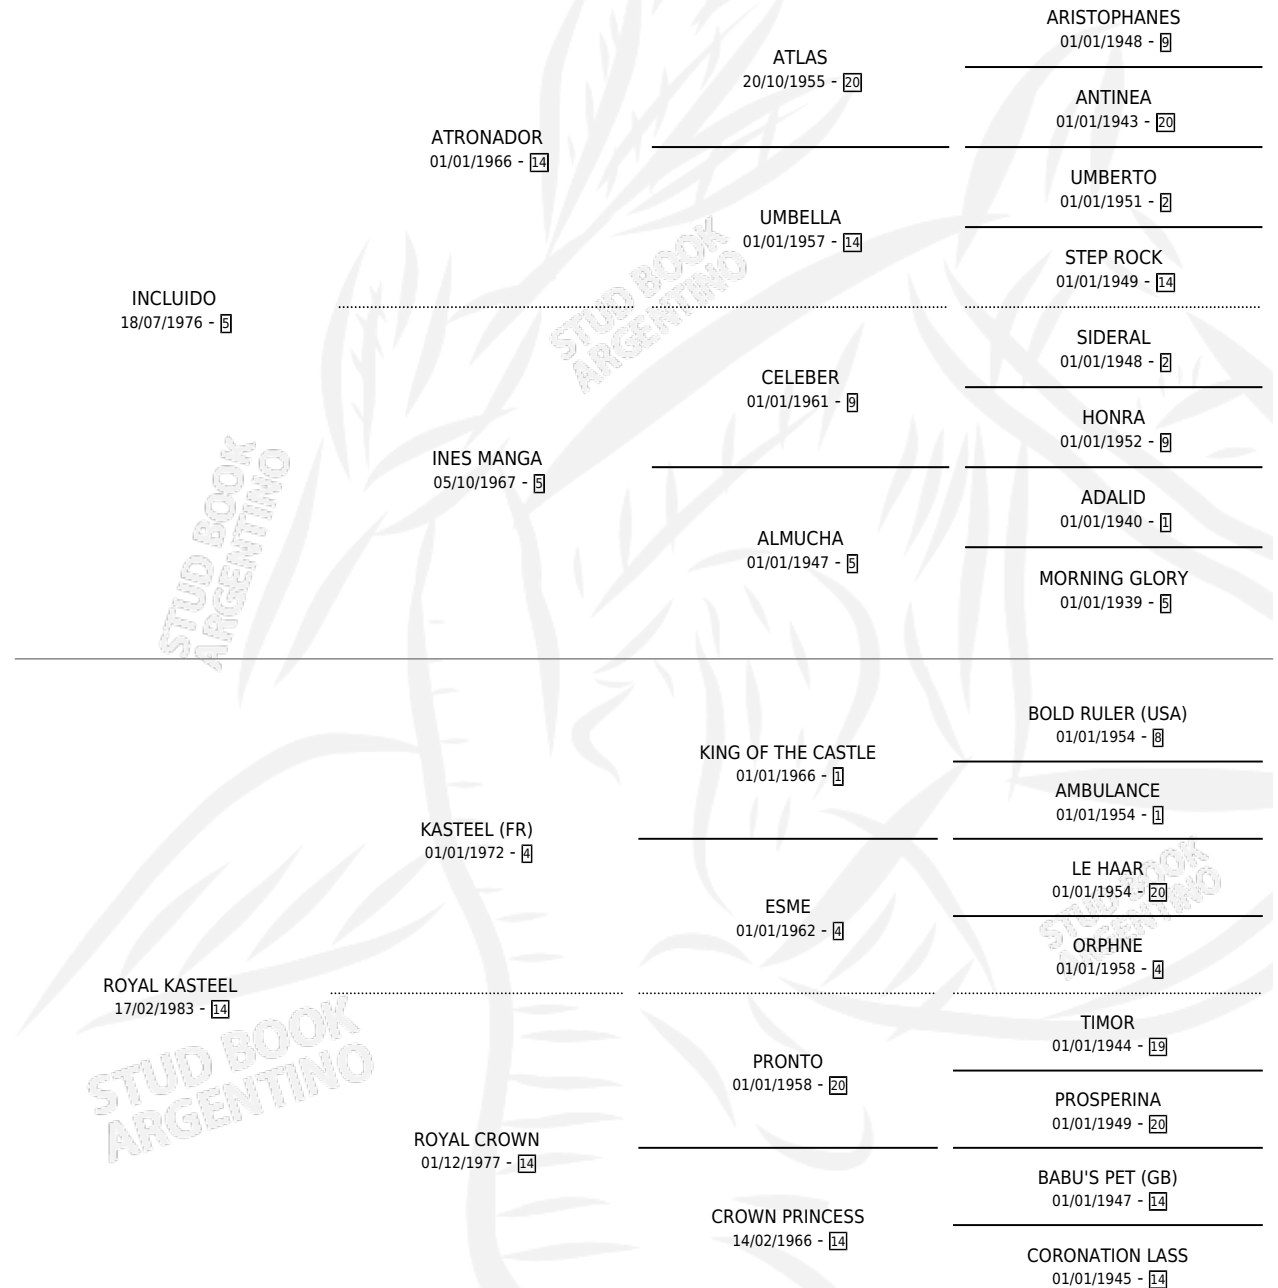 ARISTOPHANES
01/01/1948 - 9
ATLAS
20/10/1955 - 20
ANTINEA
01/01/1943 - 20
ATRONADOR
01/01/1966 - 14
UMBERTO
01/01/1951 - 2
UMBELLA
01/01/1957 - 14
STEP ROCK
01/01/1949 - 14
INCLUIDO
18/07/1976 - 5
SIDERAL
01/01/1948 - 2
CELEBER
01/01/1961 - 9
HONRA
01/01/1952 - 9
INES MANGA
05/10/1967 - 5
ADALID
01/01/1940 - 1
ALMUCHA
01/01/1947 - 5
MORNING GLORY
01/01/1939 - 5
BOLD RULER (USA)
01/01/1954 - 8
KING OF THE CASTLE
01/01/1966 - 1
AMBULANCE
01/01/1954 - 1
KASTEEL (FR)
01/01/1972 - 4
LE HAAR
01/01/1954 - 20
ESME
01/01/1962 - 4
ORPHNE
01/01/1958 - 4
ROYAL KASTEEL
17/02/1983 - 14
TIMOR
01/01/1944 - 19
PRONTO
01/01/1958 - 20
PROSPERINA
01/01/1949 - 20
ROYAL CROWN
01/12/1977 - 14
BABU'S PET (GB)
01/01/1947 - 14
CROWN PRINCESS
14/02/1966 - 14
CORONATION LASS
01/01/1945 - 14
STUD BOOK
ARGENTINO
STUD BOOK
ARGENTINO
STUD BOOK
ARGENTINO
STUD BOOK
ARGENTINO